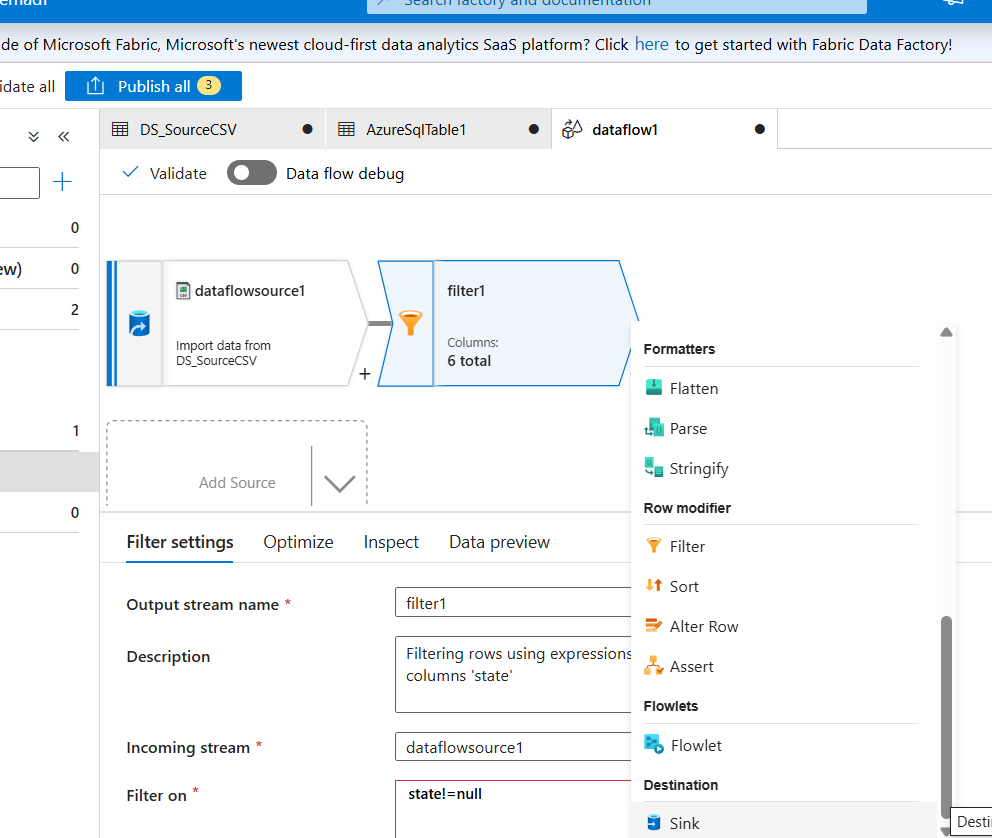 Search factory and documentation
de of Microsoft Fabric, Microsoft's newest cloud-first data analytics SaaS platform? Click here to get started with Fabric Data Factory!
idate all
Publish all 3
DS_SourceCSV
AzureSqlTable1
dataflow1
Validate
Data flow debug
0
ew) 0
2
1
0
dataflowsource1
Import data from
DS_SourceCSV
+
filter1
Columns:
6 total
Add Source
Formatters
Flatten
Parse
Stringify
Row modifier
Filter
Sort
Alter Row
Assert
Flowlets
Flowlet
Destination
Sink
Desti
Filter settings
Optimize
Inspect
Data preview
Output stream name *
filter1
Description
Filtering rows using expressions
columns 'state'
Incoming stream *
dataflowsource1
Filter on *
state!=null